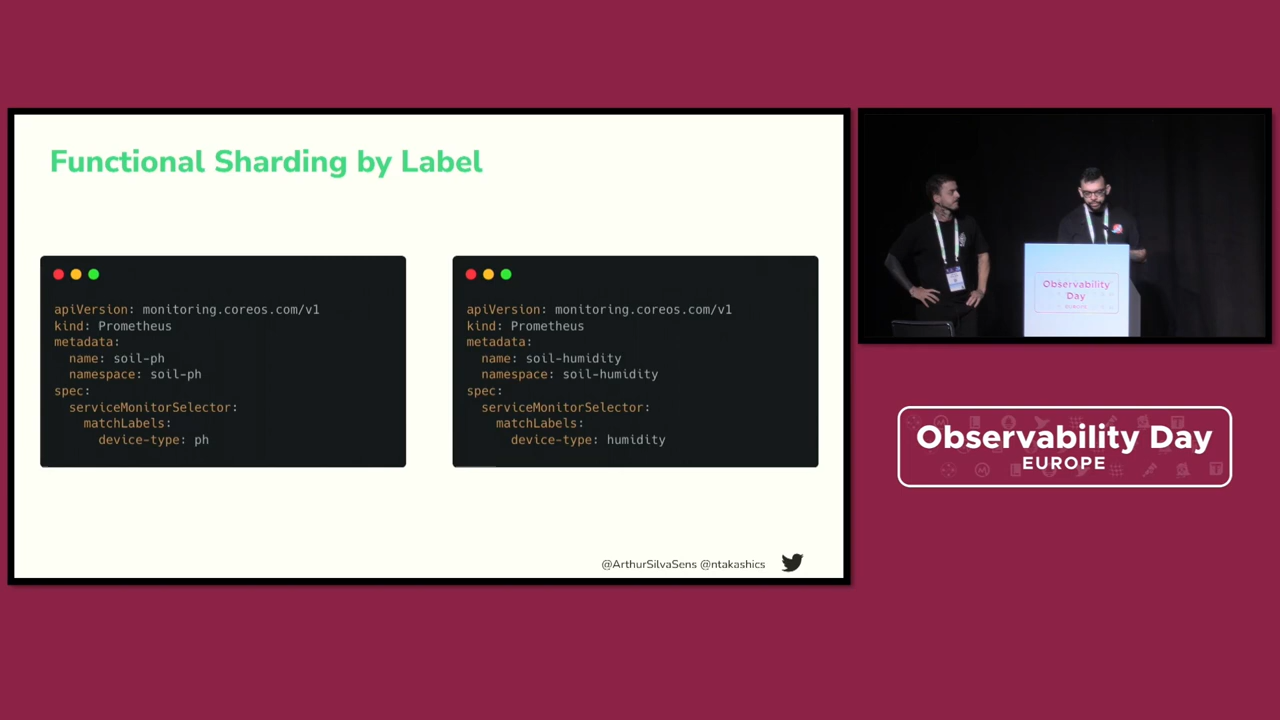 Functional Sharding by Label
apiVersion: monitoring.coreos.com/v1
kind: Prometheus
metadata:
  name: soil-ph
  namespace: soil-ph
spec:
  serviceMonitorSelector:
    matchLabels:
      device-type: ph
apiVersion: monitoring.coreos.com/v1
kind: Prometheus
metadata:
  name: soil-humidity
  namespace: soil-humidity
spec:
  serviceMonitorSelector:
    matchLabels:
      device-type: humidity
@ArthurSilvaSens @ntakashics
Observability
Day
EUROPE
Observability Day
EUROPE